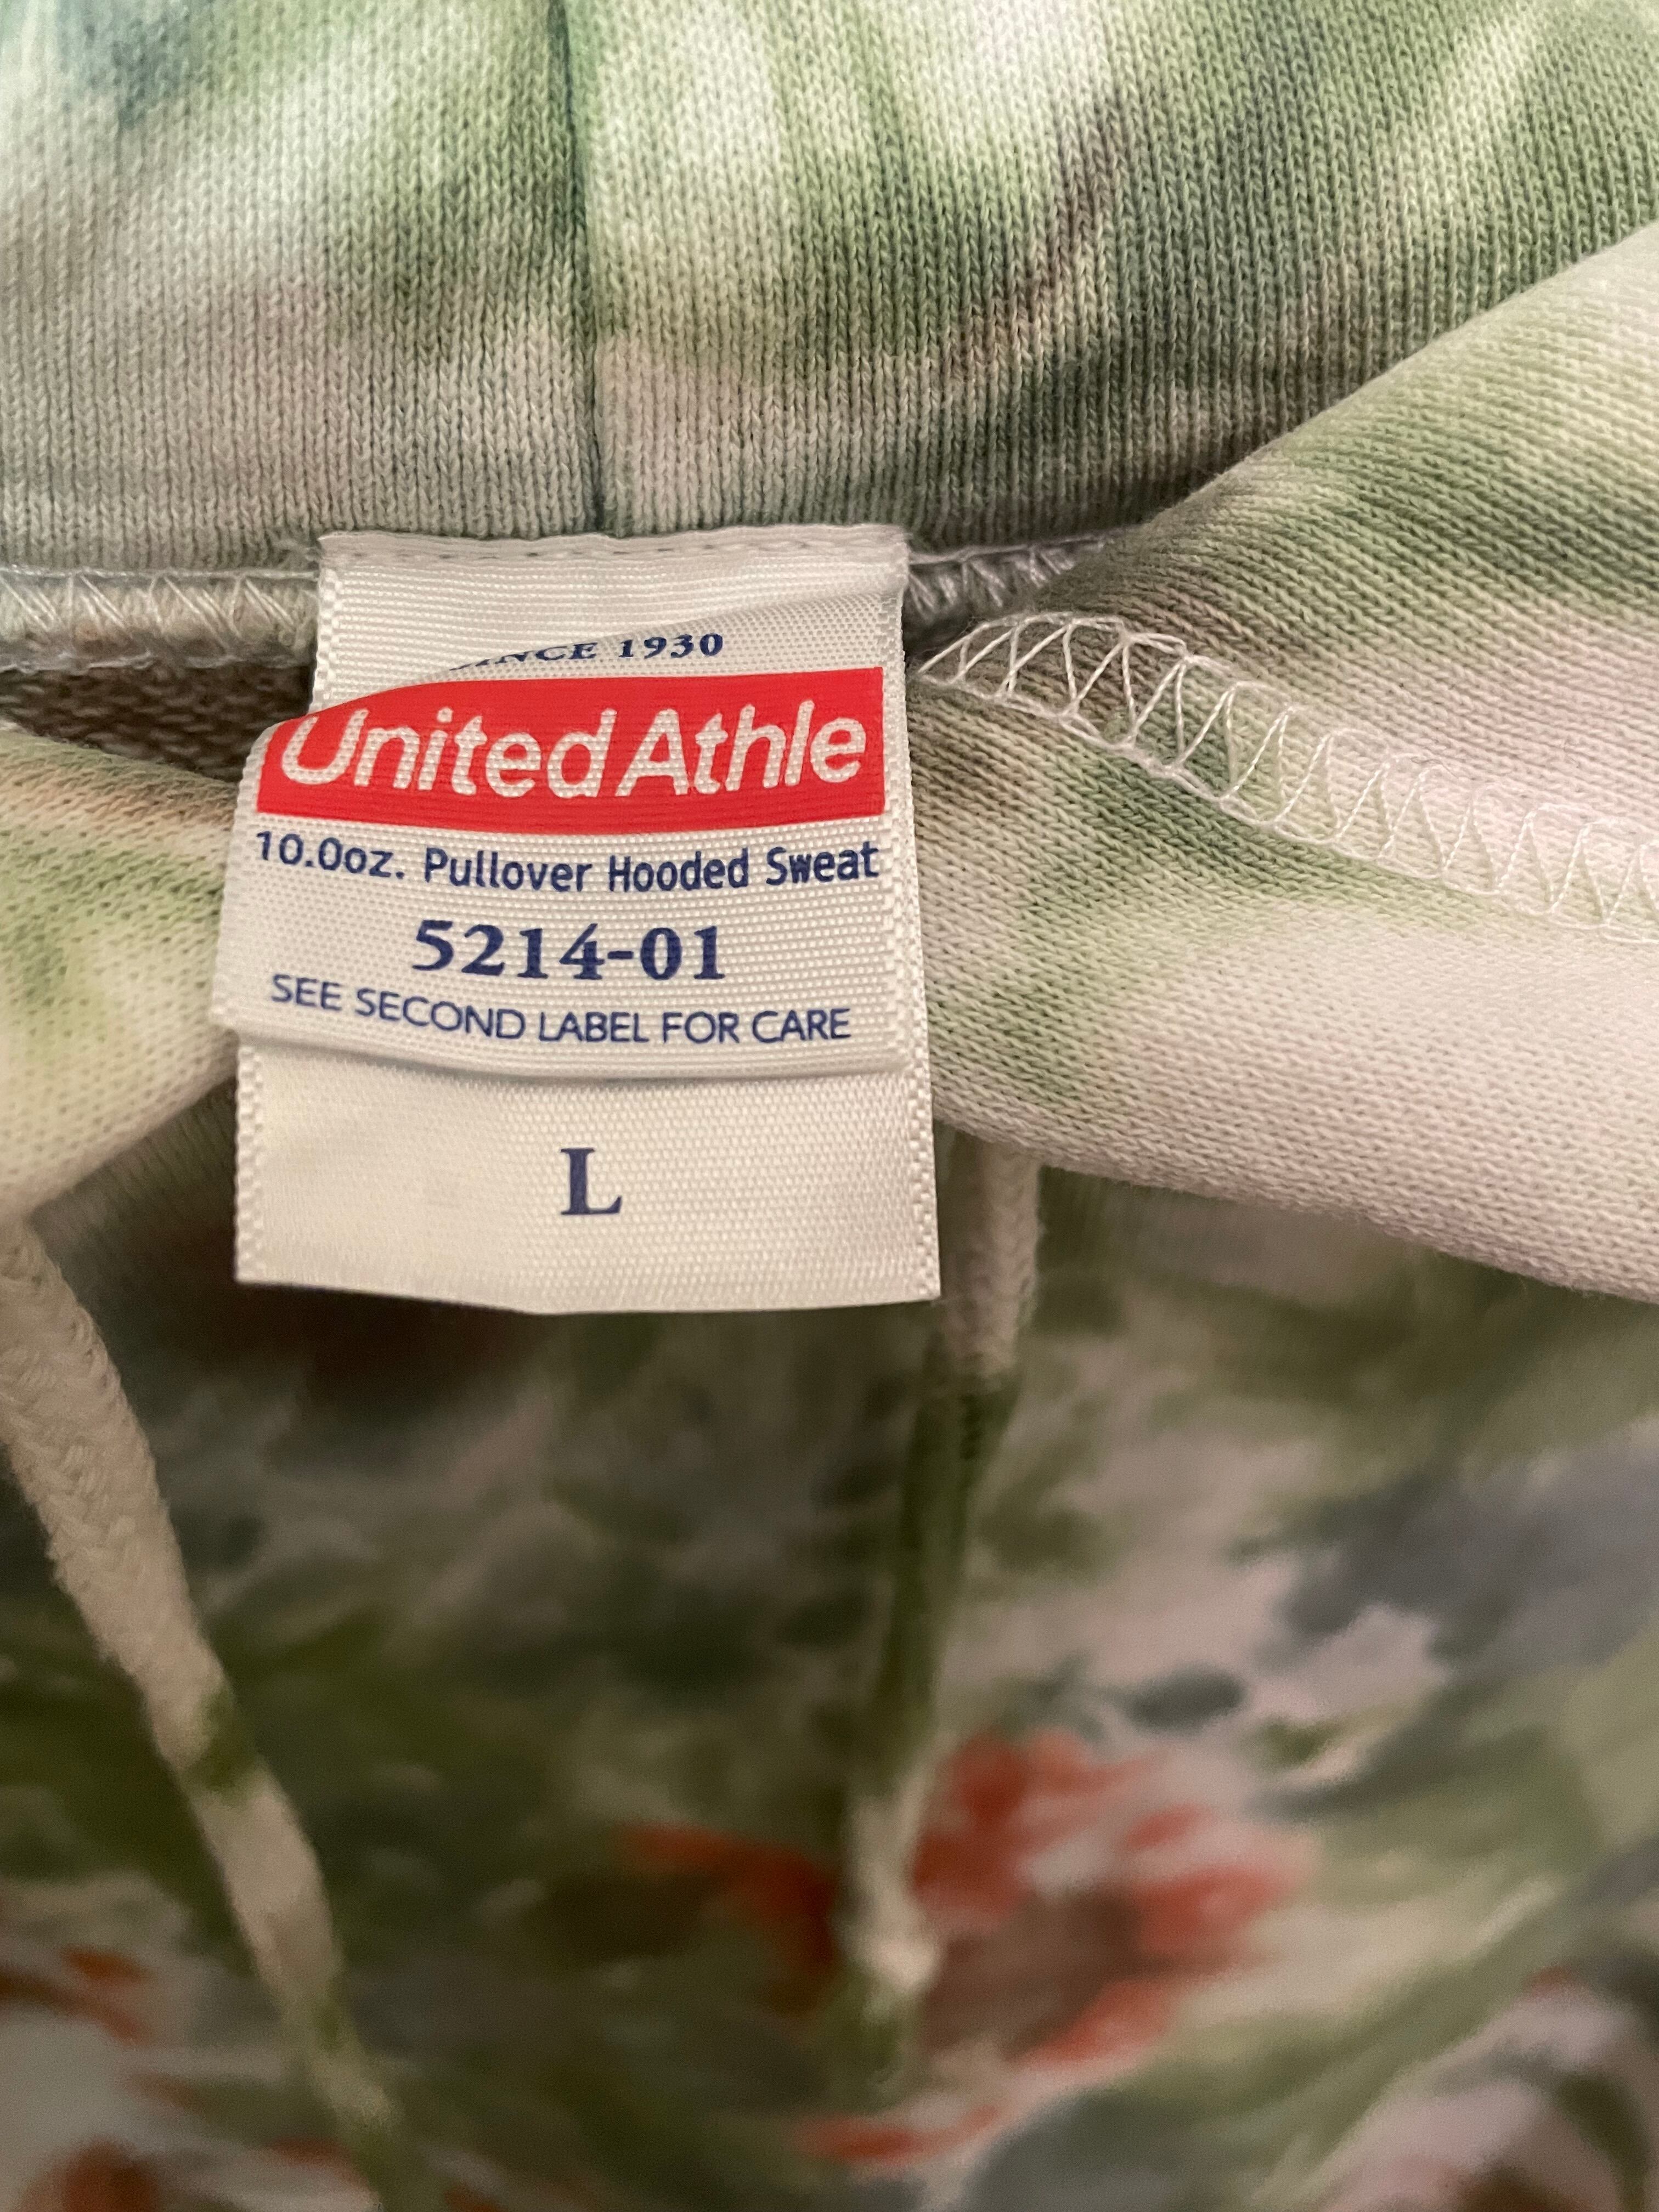 SINCE 1930
United Athle
10.0oz. Pullover Hooded Sweat
5214-01
SEE SECOND LABEL FOR CARE
L